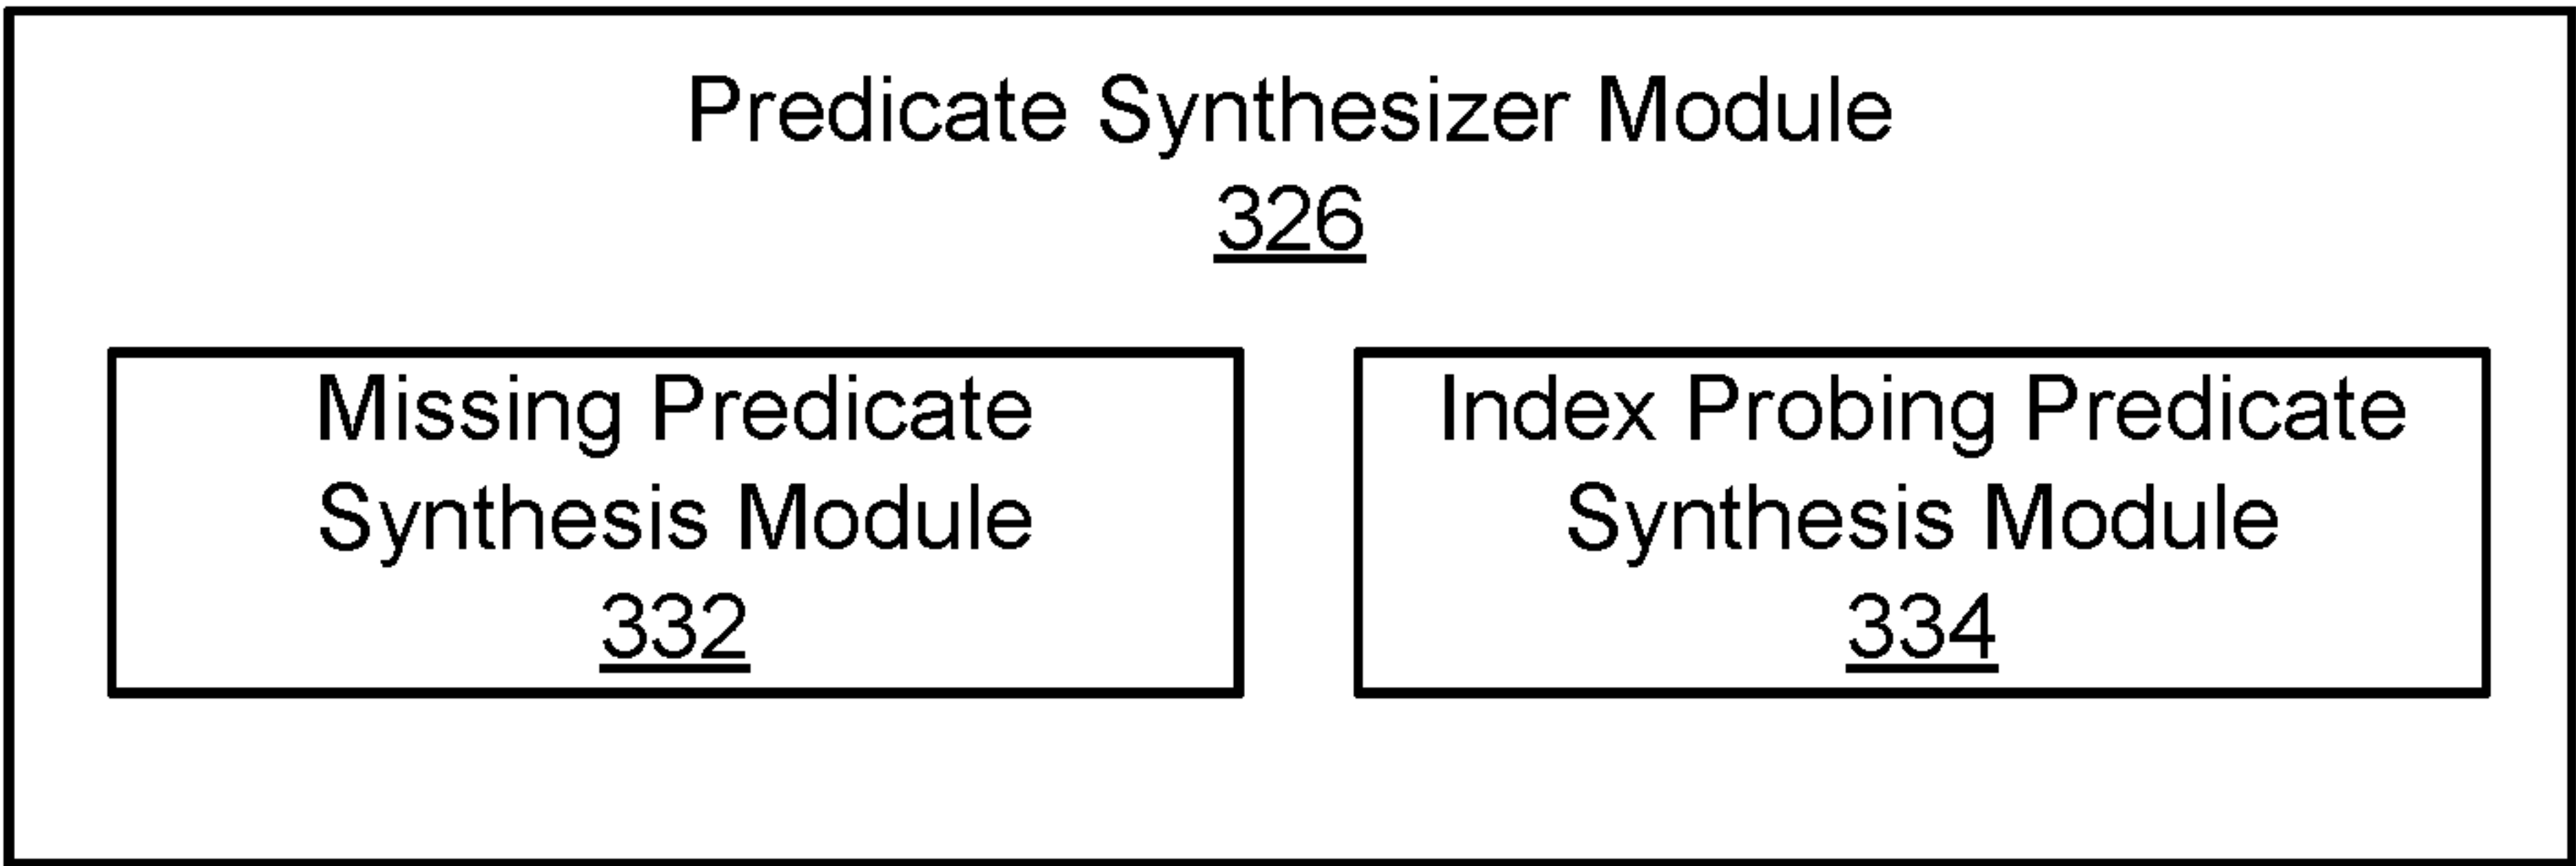 Predicate Synthesizer Module
326
Missing Predicate
Synthesis Module
332
Index Probing Predicate
Synthesis Module
334